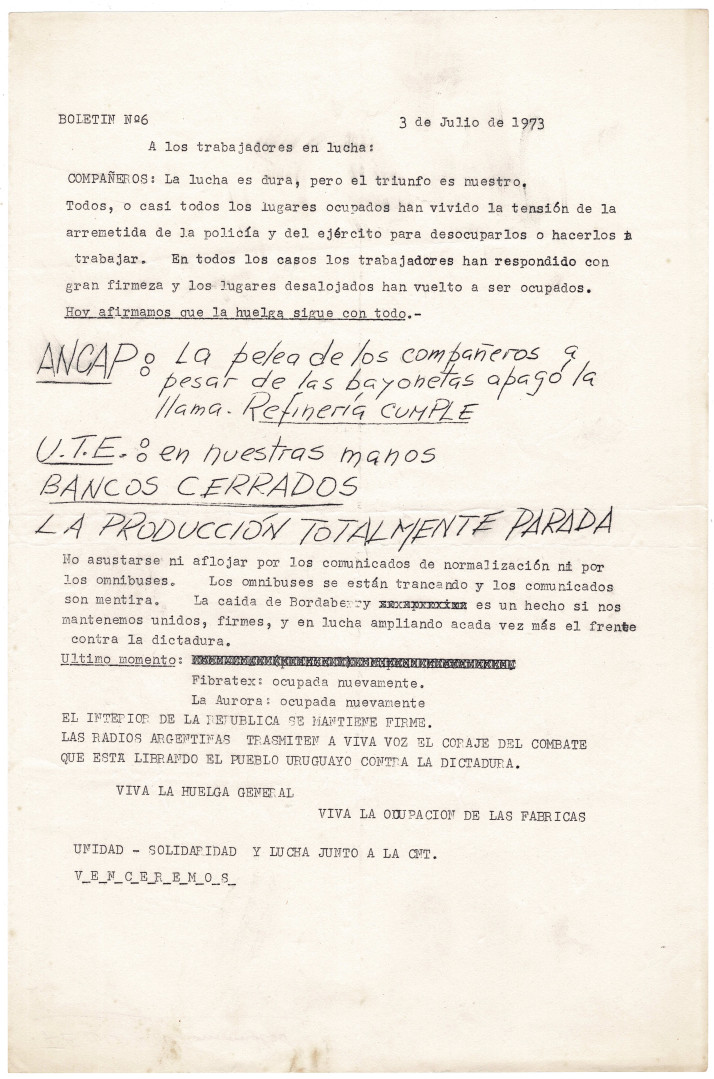 BOLETIN Nº6 3 de Julio de 1973
A los trabajadores en lucha:
COMPAÑEROS: La lucha es dura, pero el triunfo es nuestro.
Todos, o casi todos los lugares ocupados han vivido la tensión de la
arremetida de la policía y del ejército para desocuparlos o hacerlos a
trabajar. En todos los casos los trabajadores han respondido con
gran firmeza y los lugares desalojados han vuelto a ser ocupados.
Hoy afirmamos que la huelga sigue con todo.-
ANCAP: La pelea de los compañeros a
pesar de las bayonetas apagó la
llama. Refinería CUMPLE
U.T.E.: en nuestras manos
BANCOS CERRADOS
LA PRODUCCIÓN TOTALMENTE PARADA
No asustarse ni aflojar por los comunicados de normalización ni por
los omnibuses. Los omnibuses se están trancando y los comunicados
son mentira. La caida de Bordaberry es un hecho si nos
mantenemos unidos, firmes, y en lucha ampliando acada vez más el frente
contra la dictadura.
Ultimo momento:
Fibratex: ocupada nuevamente.
La Aurora: ocupada nuevamente
EL INTERIOR DE LA REPUBLICA SE MANTIENE FIRME.
LAS RADIOS ARGENTINAS TRASMITEN A VIVA VOZ EL CORAJE DEL COMBATE
QUE ESTA LIBRANDO EL PUEBLO URUGUAYO CONTRA LA DICTADURA.
VIVA LA HUELGA GENERAL
VIVA LA OCUPACION DE LAS FABRICAS
UNIDAD - SOLIDARIDAD Y LUCHA JUNTO A LA CNT.
V_E_N_C_E_R_E_M_O_S_